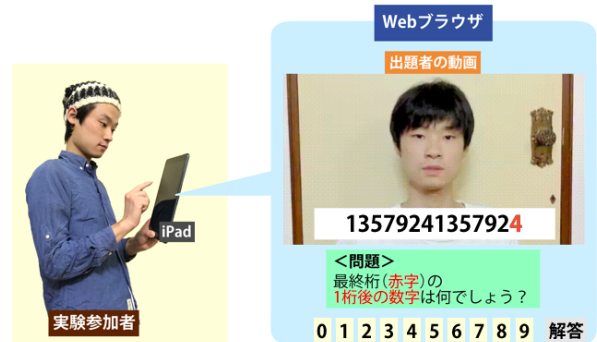 Webブラウザ
出題者の動画
13579241357924
iPad
実験参加者
＜問題＞
最終桁（赤字）の
1桁後の数字は何でしょう？
0 1 2 3 4 5 6 7 8 9 解答